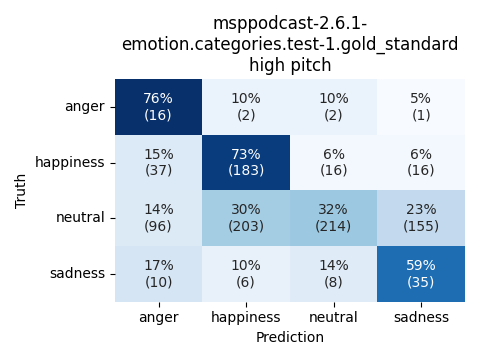 msppodcast-2.6.1-
emotion.categories.test-1.gold_standard
high pitch
Truth
anger
76% 10% 10% 5%
(16) (2) (2) (1)
happiness
15% 73% 6% 6%
(37) (183) (16) (16)
neutral
14% 30% 32% 23%
(96) (203) (214) (155)
sadness
17% 10% 14% 59%
(10) (6) (8) (35)
anger happiness neutral sadness
Prediction